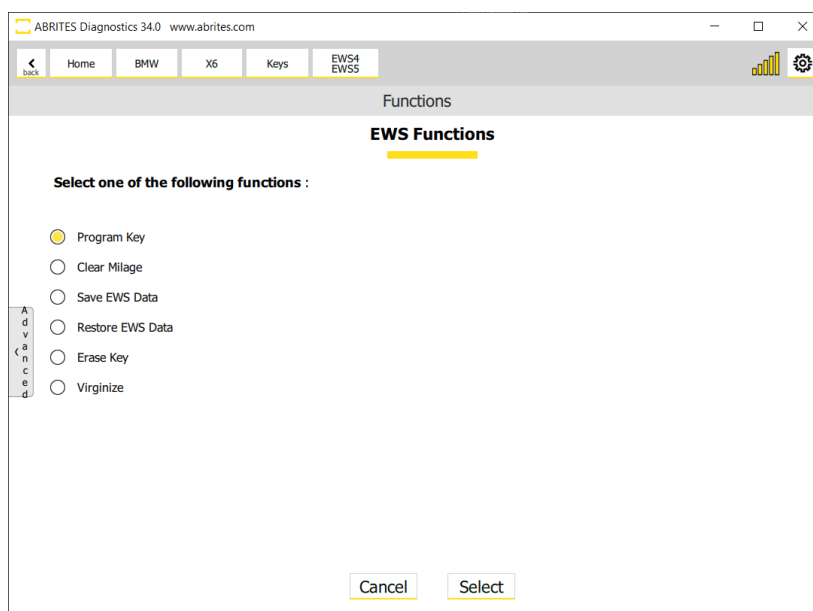 ABRITES Diagnostics 34.0 www.abrites.com
back
Home
BMW
X6
Keys
EWS4
EWS5
Functions
EWS Functions
Select one of the following functions :
Program Key
Clear Milage
Save EWS Data
Restore EWS Data
Erase Key
Virginize
Advanced
Cancel
Select